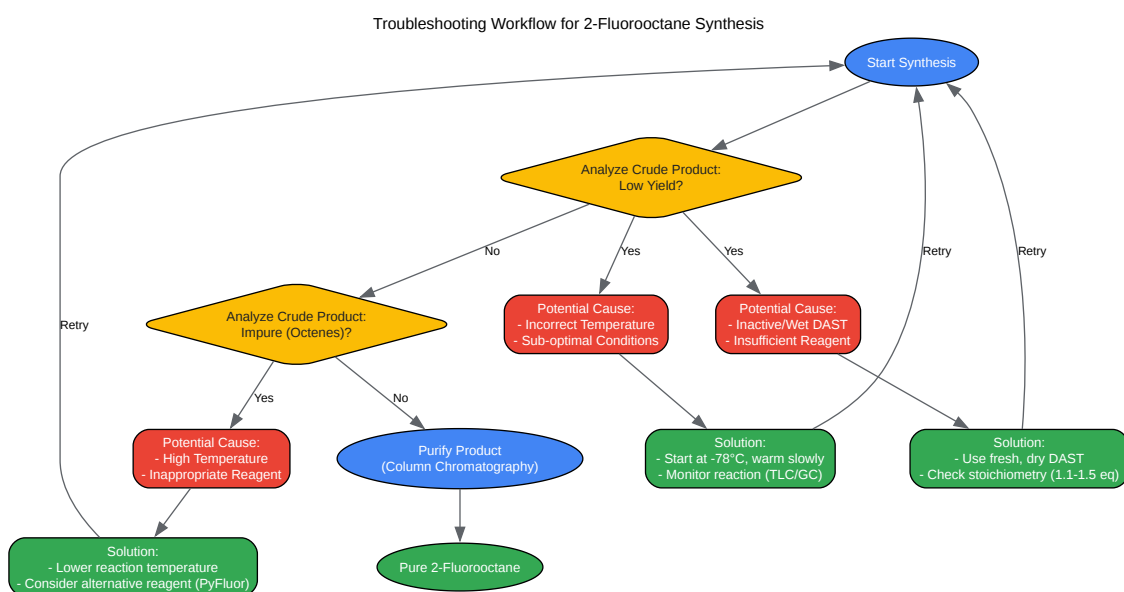 Troubleshooting Workflow for 2-Fluorooctane Synthesis
Start Synthesis
Analyze Crude Product:
Low Yield?
No
Yes
Yes
Retry
Retry
Potential Cause:
- Incorrect Temperature
- Sub-optimal Conditions
Potential Cause:
- Inactive/Wet DAST
- Insufficient Reagent
Analyze Crude Product:
Impure (Octenes)?
Retry
Yes
No
Potential Cause:
- High Temperature
- Inappropriate Reagent
Purify Product
(Column Chromatography)
Solution:
- Start at -78°C, warm slowly
- Monitor reaction (TLC/GC)
Solution:
- Use fresh, dry DAST
- Check stoichiometry (1.1-1.5 eq)
Solution:
- Lower reaction temperature
- Consider alternative reagent (PyFluor)
Pure 2-Fluorooctane